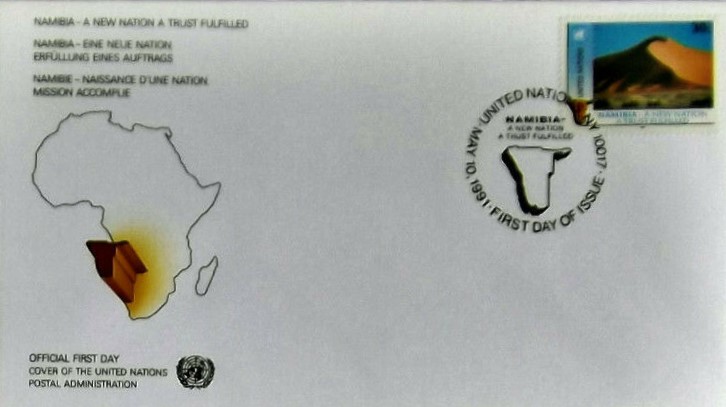 NAMIBIA – A NEW NATION A TRUST FULFILLED
NAMIBIA – EINE NEUE NATION
ERFÜLLUNG EINES AUFTRAGS
NAMIBIE – NAISSANCE D'UNE NATION
MISSION ACCOMPLIE
UNITED NATIONS
NAMIBIA - A NEW NATION
A TRUST FULFILLED
UNITED NATIO NY 10017
NAMIBIA-
A NEW NATION
A TRUST FULFILLED
MAY 10, 1991 · FIRST DAY OF ISSUE ·
OFFICIAL FIRST DAY
COVER OF THE UNITED NATIONS
POSTAL ADMINISTRATION